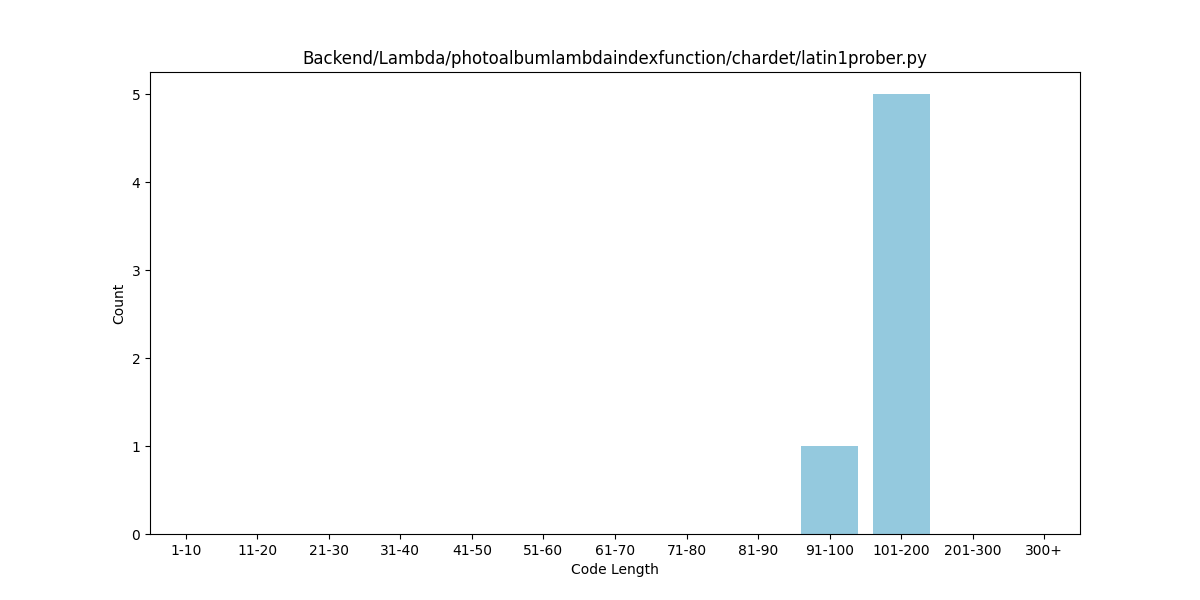 Backend/Lambda/photoalbumlambdaindexfunction/chardet/latin1prober.py
5
4
3
2
1
0
Count
1-10 11-20 21-30 31-40 41-50 51-60 61-70 71-80 81-90 91-100 101-200 201-300 300+
Code Length